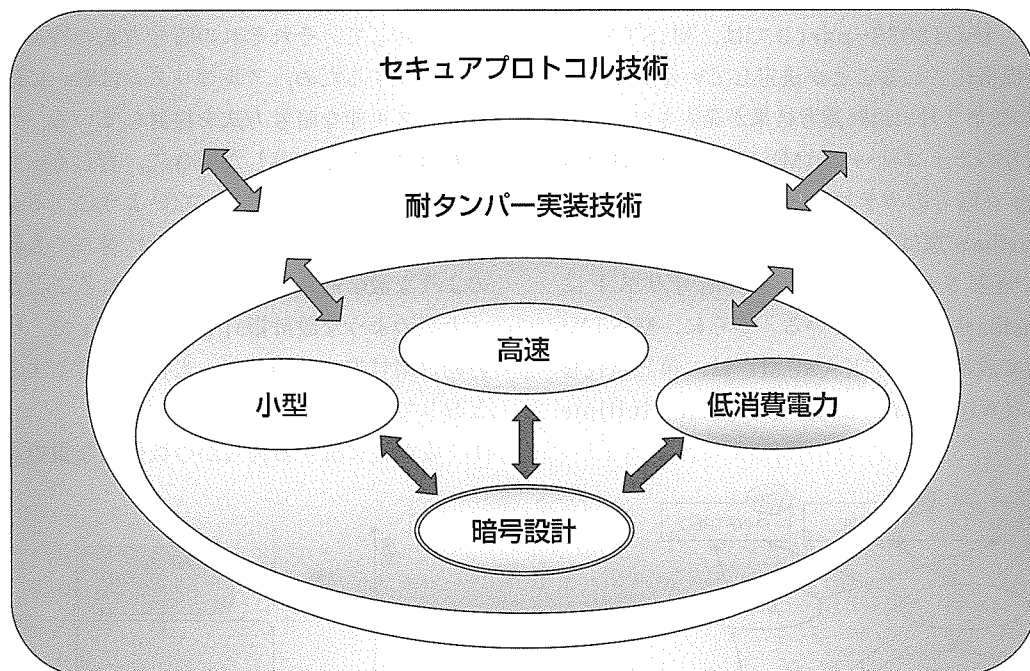 セキュアプロトコル技術
耐タンパー実装技術
高速
小型
低消費電力
暗号設計